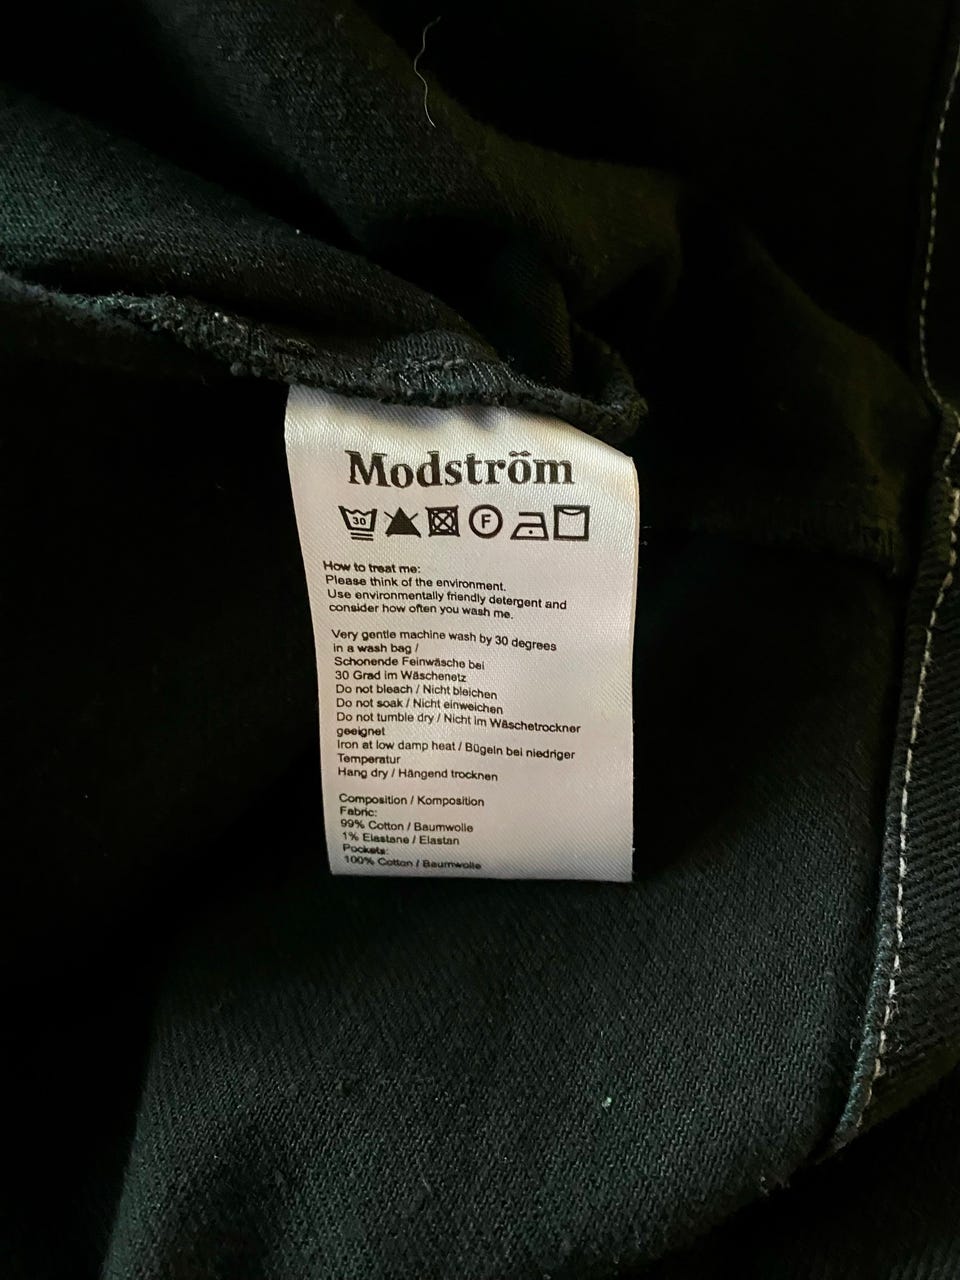 Modström
30 F
How to treat me:
Please think of the environment.
Use environmentally friendly detergent and
consider how often you wash me.
Very gentle machine wash by 30 degrees
in a wash bag /
Schonende Feinwäsche bei
30 Grad im Wäschenetz
Do not bleach / Nicht bleichen
Do not soak / Nicht einweichen
Do not tumble dry / Nicht im Wäschetrockner
geeignet
Iron at low damp heat / Bügeln bei niedriger
Temperatur
Hang dry / Hängend trocknen
Composition / Komposition
Fabric:
99% Cotton / Baumwolle
1% Elastane / Elastan
Pockets:
100% Cotton / Baumwolle